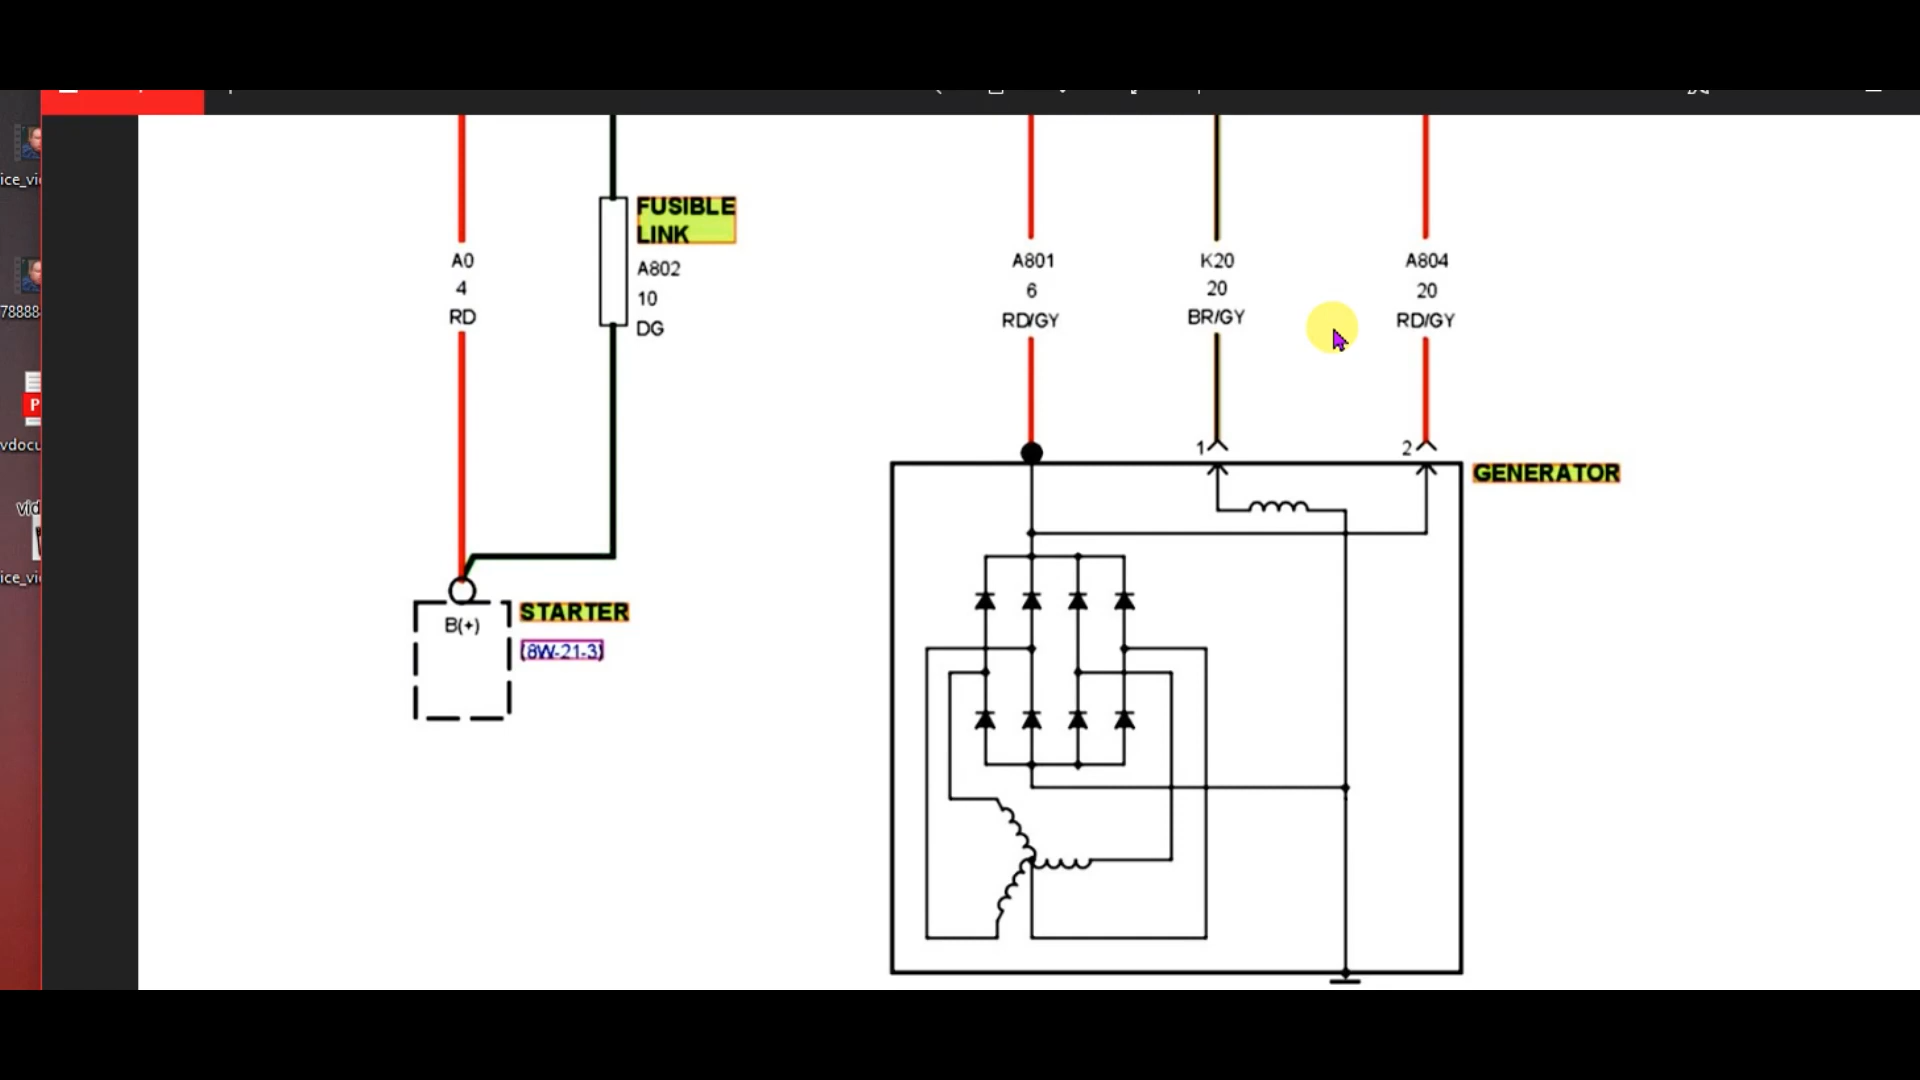 ice_vi
78888
P
vdocu
vid
ice_vi
FUSIBLE
LINK
A802
10
DG
A0
4
RD
A801
6
RD/GY
K20
20
BR/GY
A804
20
RD/GY
1
2
GENERATOR
STARTER
B(+)
(8W-21-3)